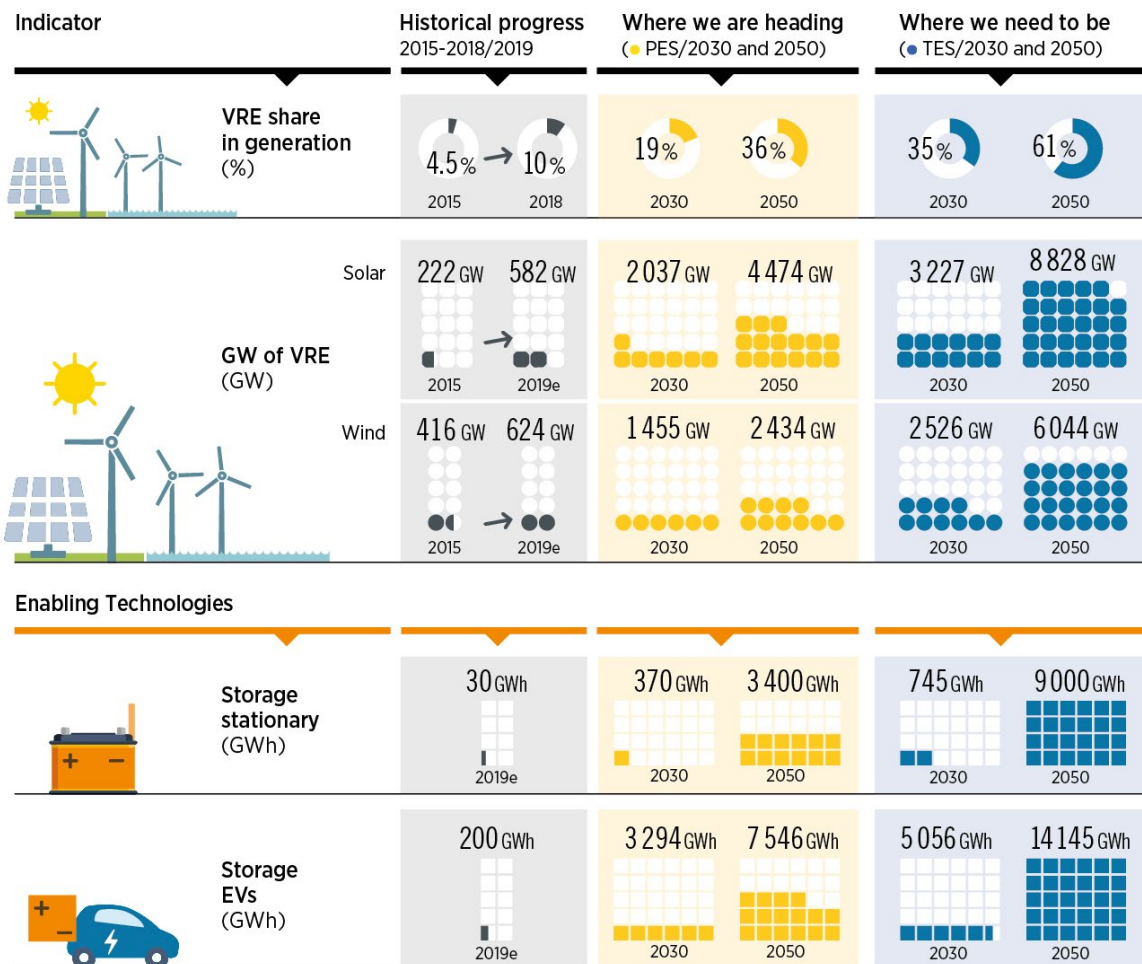 Indicator
Historical progress
2015-2018/2019
Where we are heading
(● PES/2030 and 2050)
Where we need to be
(● TES/2030 and 2050)
VRE share
in generation
(%)
4.5% 10% 19% 36% 35% 61%
2015 2018 2030 2050 2030 2050
Solar
222 GW 582 GW 2 037 GW 4 474 GW 3 227 GW 8 828 GW
GW of VRE
(GW)
2015 2019e 2030 2050 2030 2050
Wind
416 GW 624 GW 1 455 GW 2 434 GW 2 526 GW 6 044 GW
2015 2019e 2030 2050 2030 2050
Enabling Technologies
Storage
stationary
(GWh)
30 GWh 370 GWh 3 400 GWh 745 GWh 9 000 GWh
2019e 2030 2050 2030 2050
Storage
EVs
(GWh)
200 GWh 3 294 GWh 7 546 GWh 5 056 GWh 14 145 GWh
2019e 2030 2050 2030 2050